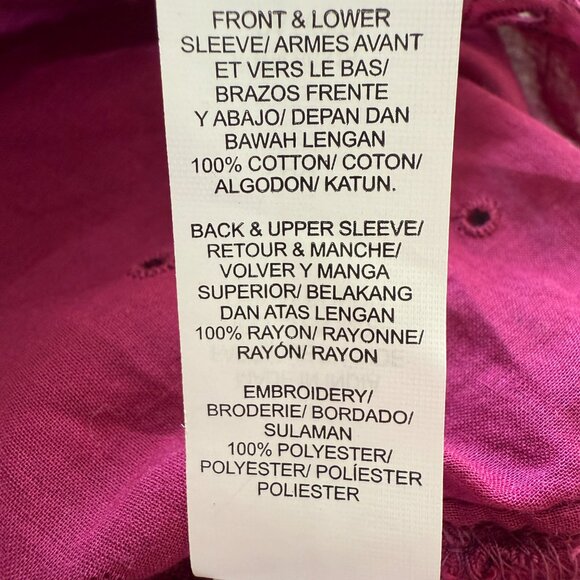 FRONT & LOWER
SLEEVE/ ARMES AVANT
ET VERS LE BAS/
BRAZOS FRENTE
Y ABAJO/ DEPAN DAN
BAWAH LENGAN
100% COTTON/ COTON/
ALGODON/ KATUN.
BACK & UPPER SLEEVE/
RETOUR & MANCHE/
VOLVER Y MANGA
SUPERIOR/ BELAKANG
DAN ATAS LENGAN
100% RAYON/ RAYONNE/
RAYÓN/ RAYON
EMBROIDERY/
BRODERIE/ BORDADO/
SULAMAN
100% POLYESTER/
POLYESTER/ POLÍESTER
POLIESTER